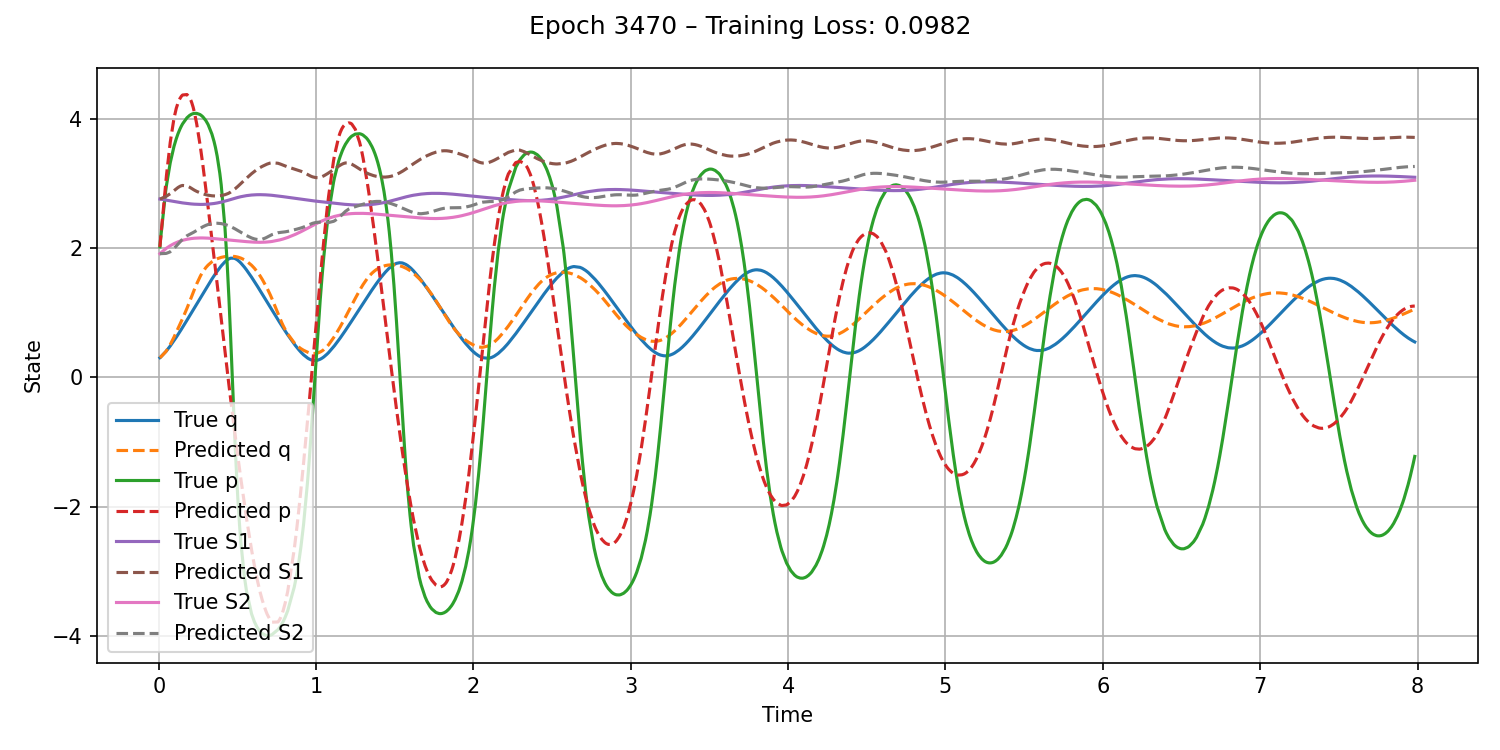 Epoch 3470 – Training Loss: 0.0982
State
4
2
0
−2
−4
True q
Predicted q
True p
Predicted p
True S1
Predicted S1
True S2
Predicted S2
0 1 2 3 4 5 6 7 8
Time